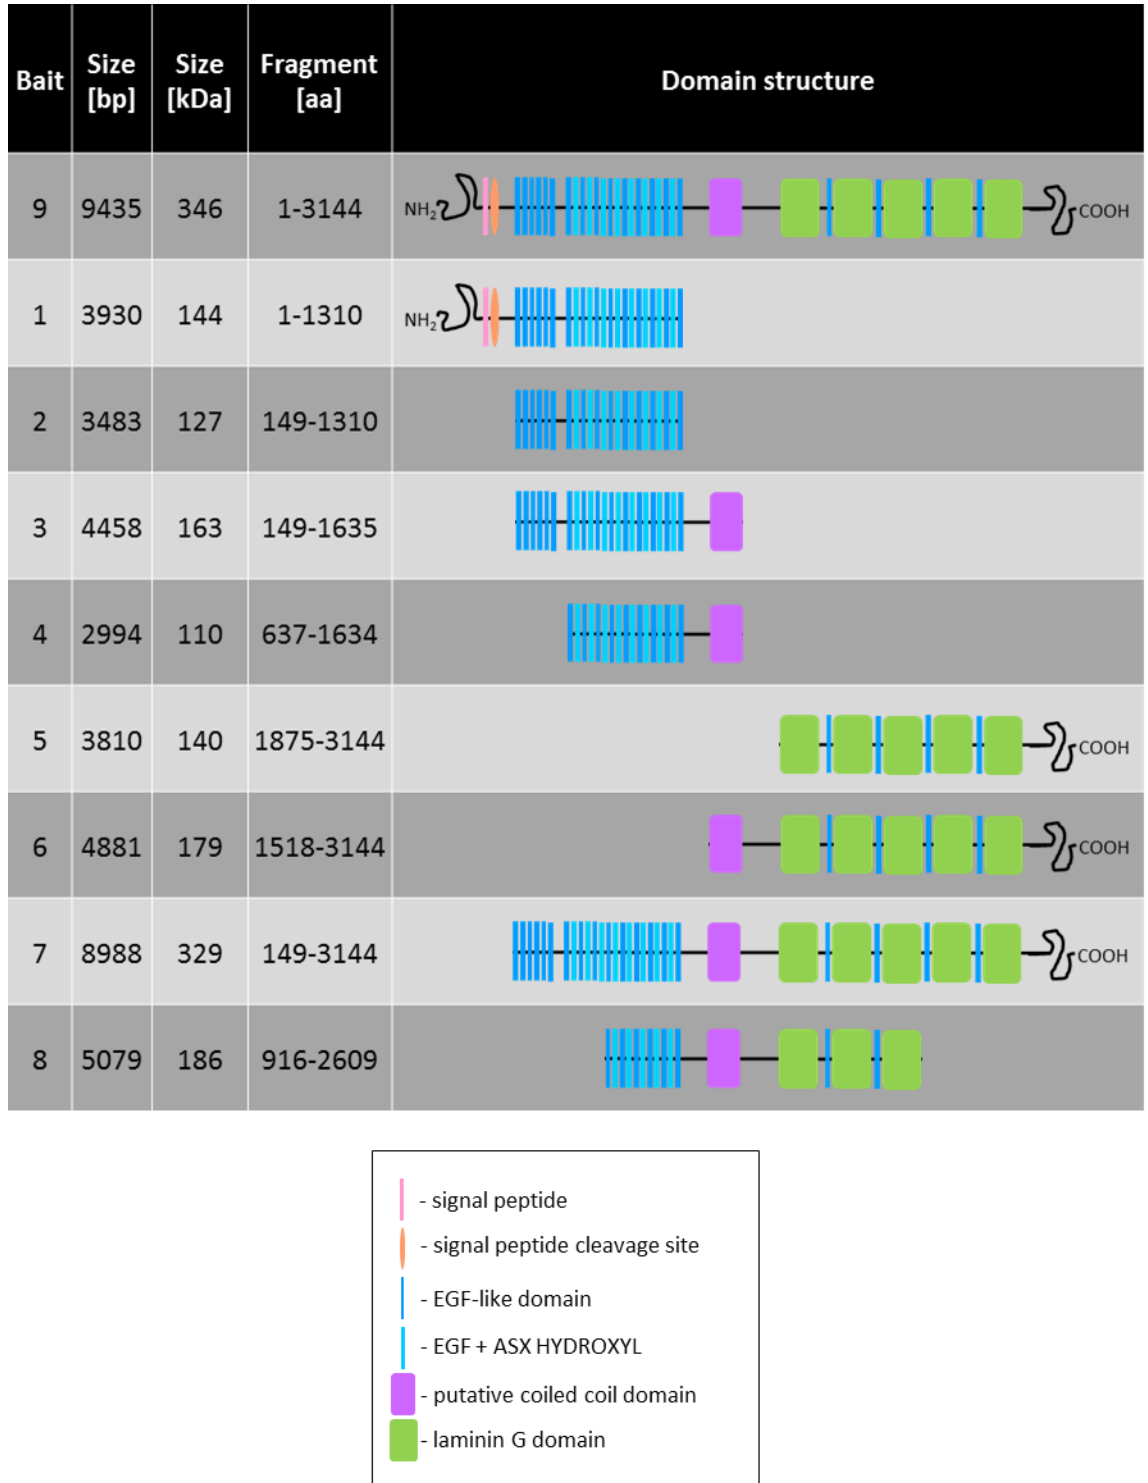 Bait Size [bp] Size [kDa] Fragment [aa] Domain structure
9 9435 346 1-3144 NH2 COOH
1 3930 144 1-1310 NH2
2 3483 127 149-1310
3 4458 163 149-1635
4 2994 110 637-1634
5 3810 140 1875-3144 COOH
6 4881 179 1518-3144 COOH
7 8988 329 149-3144 COOH
8 5079 186 916-2609
- signal peptide
- signal peptide cleavage site
- EGF-like domain
- EGF + ASX HYDROXYL
- putative coiled coil domain
- laminin G domain